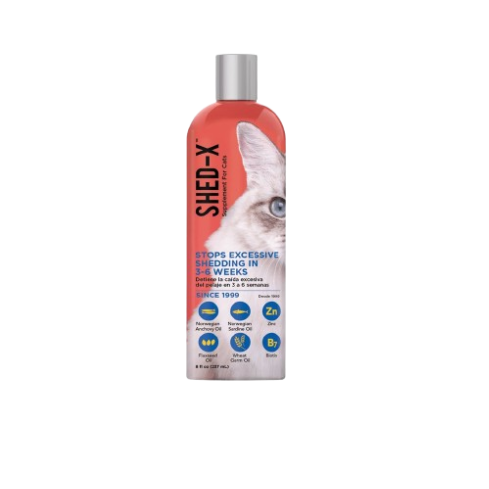 SHED-X™
Supplement For Cats
STOPS EXCESSIVE
SHEDDING IN
3-6 WEEKS
Detiene la caída excesiva
del pelaje en 3 a 6 semanas
SINCE 1999
Desde 1999
Norwegian
Anchovy Oil
Norwegian
Sardine Oil
Zn
Zinc
Flaxseed
Oil
Wheat
Germ Oil
B7
Biotin
8 fl oz (237 mL)